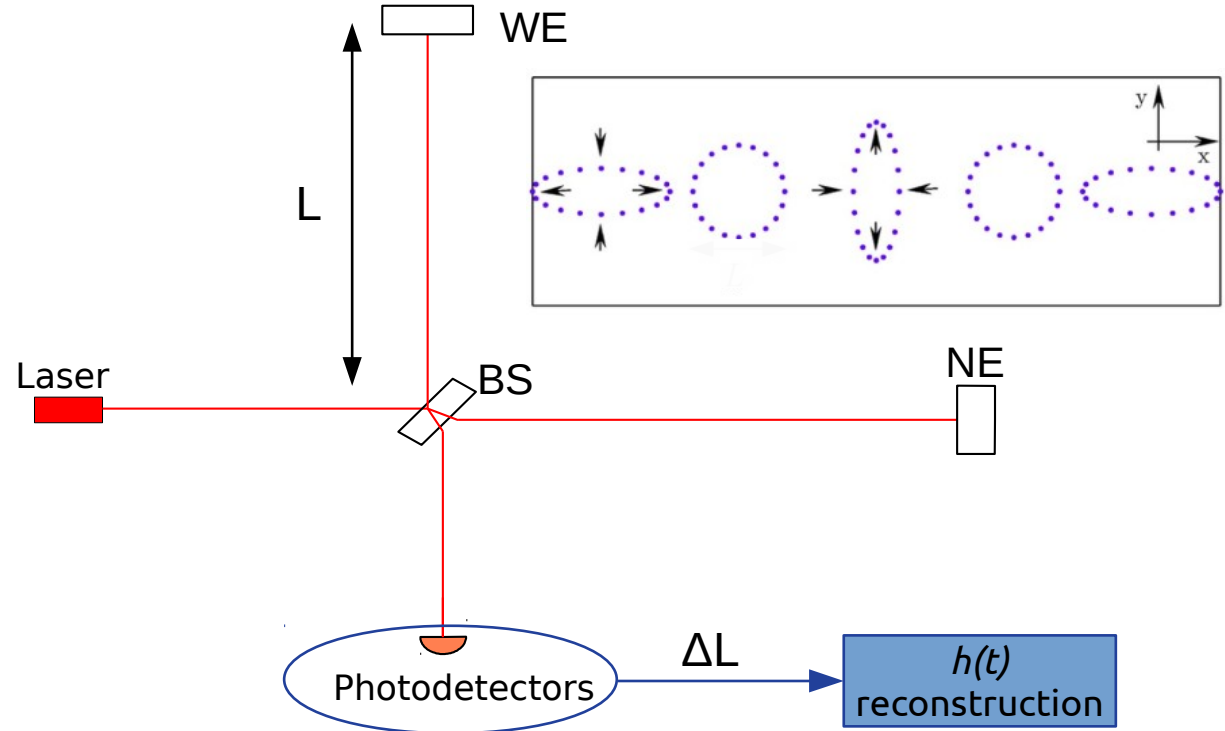 WE
y
x
L
NE
Laser
BS
ΔL
h(t)
Photodetectors
reconstruction